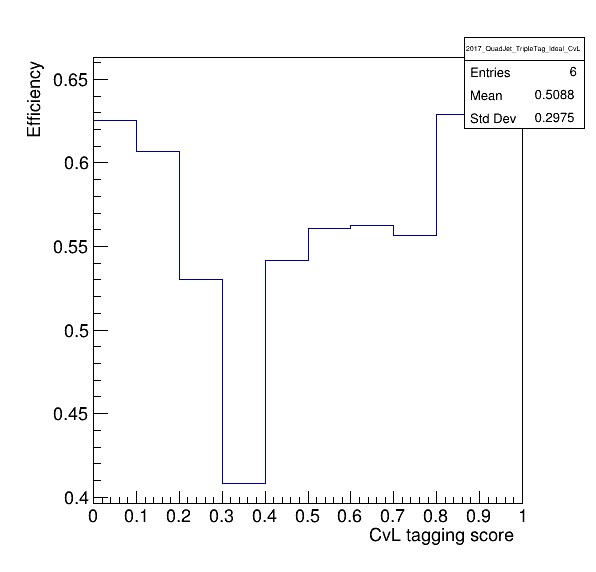 2017_QuadJet_TripleTag_Ideal_CvL
Entries 6
Mean 0.5088
Std Dev 0.2975
Efficiency
0.65
0.6
0.55
0.5
0.45
0.4
0 0.1 0.2 0.3 0.4 0.5 0.6 0.7 0.8 0.9 1
CvL tagging score